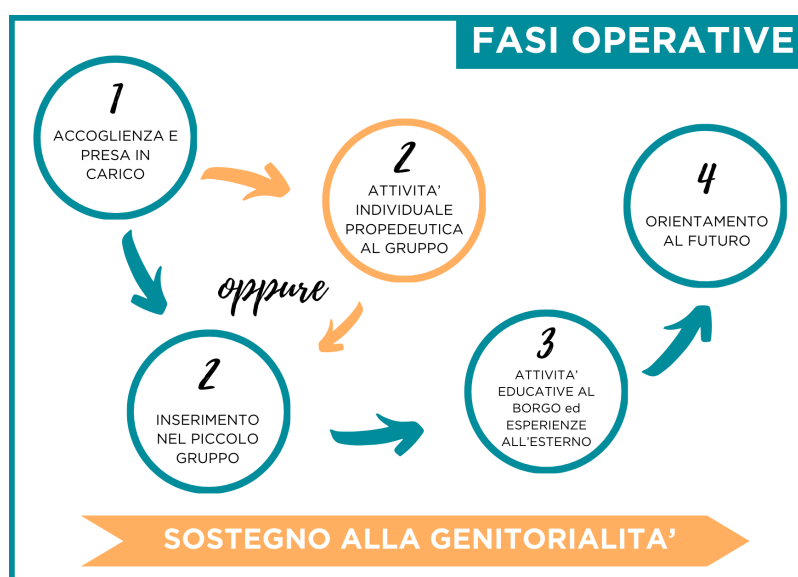 FASI OPERATIVE
1
ACCOGLIENZA E
PRESA IN
CARICO
2
ATTIVITA'
INDIVIDUALE
PROPEDEUTICA
AL GRUPPO
oppure
2
INSERIMENTO
NEL PICCOLO
GRUPPO
3
ATTIVITA'
EDUCATIVE AL
BORGO ed
ESPERIENZE
ALL'ESTERNO
4
ORIENTAMENTO
AL FUTURO
SOSTEGNO ALLA GENITORIALITA'